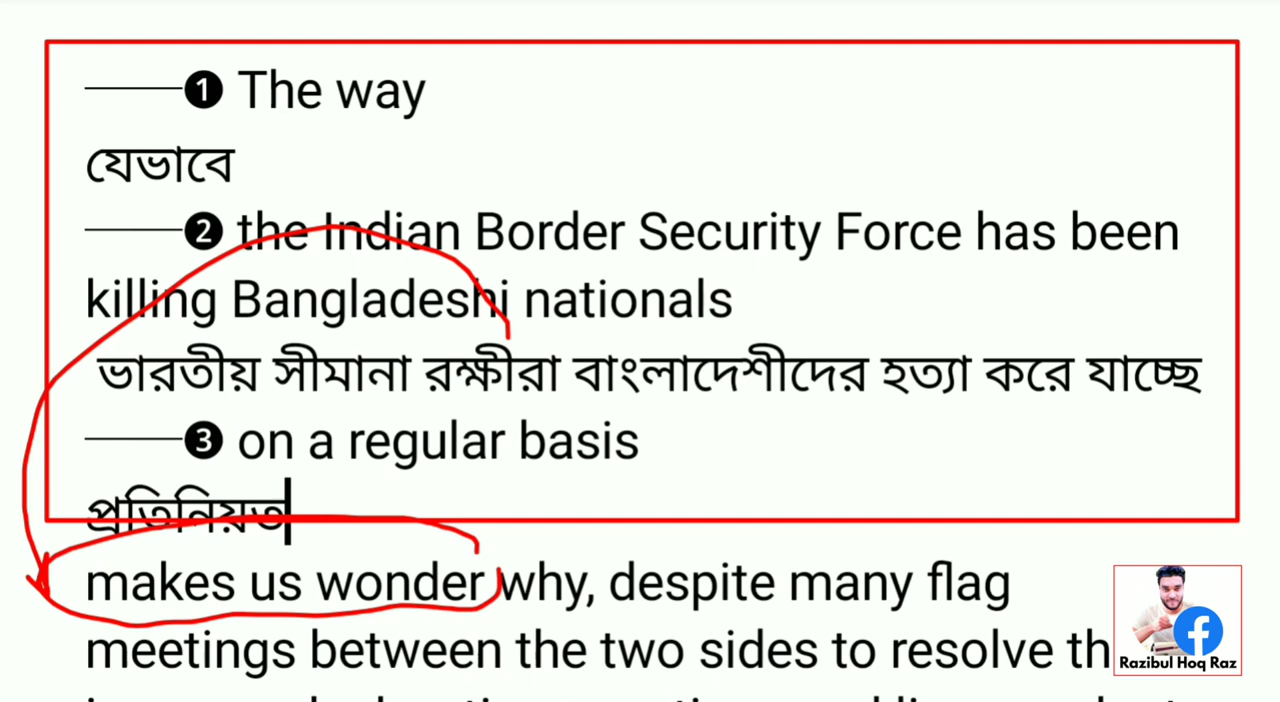 ———❶ The way
যেভাবে
———❷ the Indian Border Security Force has been
killing Bangladeshi nationals
ভারতীয় সীমানা রক্ষীরা বাংলাদেশীদের হত্যা করে যাচ্ছে
———❸ on a regular basis
প্রতিনিয়ত
makes us wonder why, despite many flag
meetings between the two sides to resolve
Razibul Hoq Raz